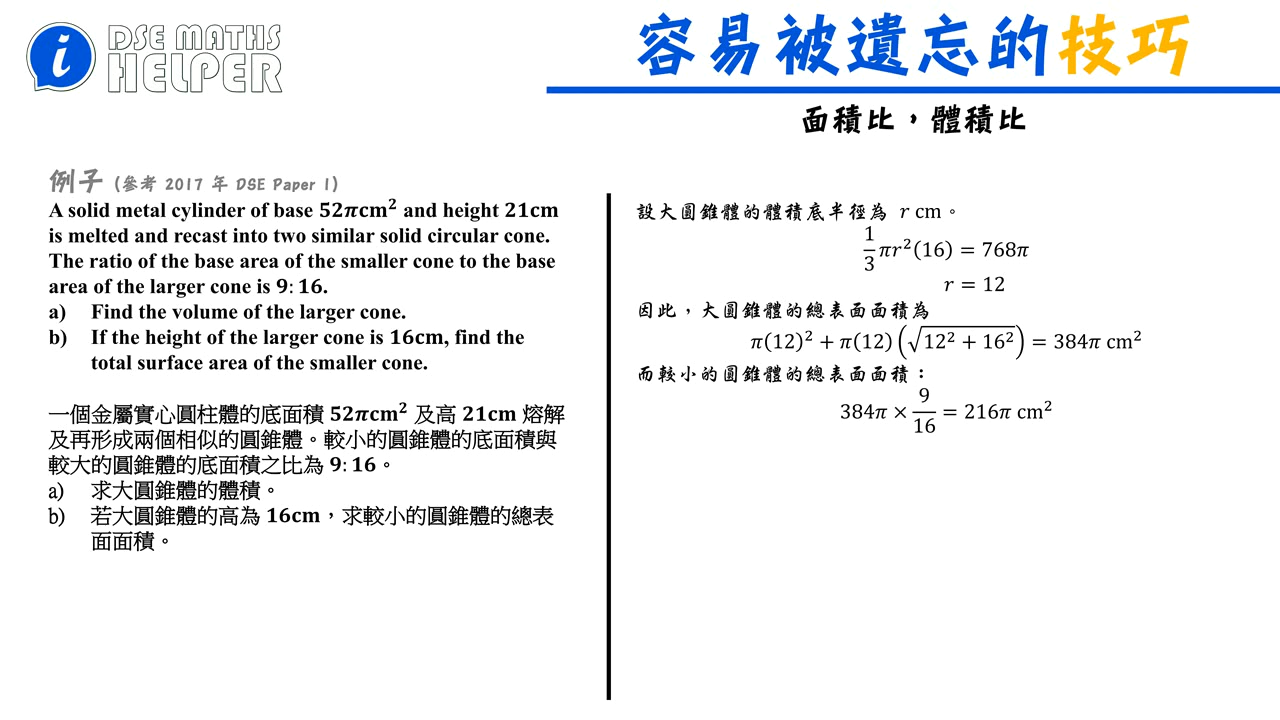 i
DSE MATHS
HELPER
容易被遺忘的技巧
面積比，體積比
例子 (參考 2017 年 DSE Paper 1)
A solid metal cylinder of base 52𝜋cm² and height 21cm
is melted and recast into two similar solid circular cone.
The ratio of the base area of the smaller cone to the base
area of the larger cone is 9: 16.
a) Find the volume of the larger cone.
b) If the height of the larger cone is 16cm, find the
total surface area of the smaller cone.
一個金屬實心圓柱體的底面積 52𝜋cm² 及高 21cm 熔解
及再形成兩個相似的圓錐體。較小的圓錐體的底面積與
較大的圓錐體的底面積之比為 9: 16。
a) 求大圓錐體的體積。
b) 若大圓錐體的高為 16cm，求較小的圓錐體的總表
面面積。
設大圓錐體的體積底半徑為 r cm。
1/3 πr²(16) = 768π
r = 12
因此，大圓錐體的總表面面積為
π(12)² + π(12)(√(12² + 16²)) = 384π cm²
而較小的圓錐體的總表面面積：
384π × 9/16 = 216π cm²